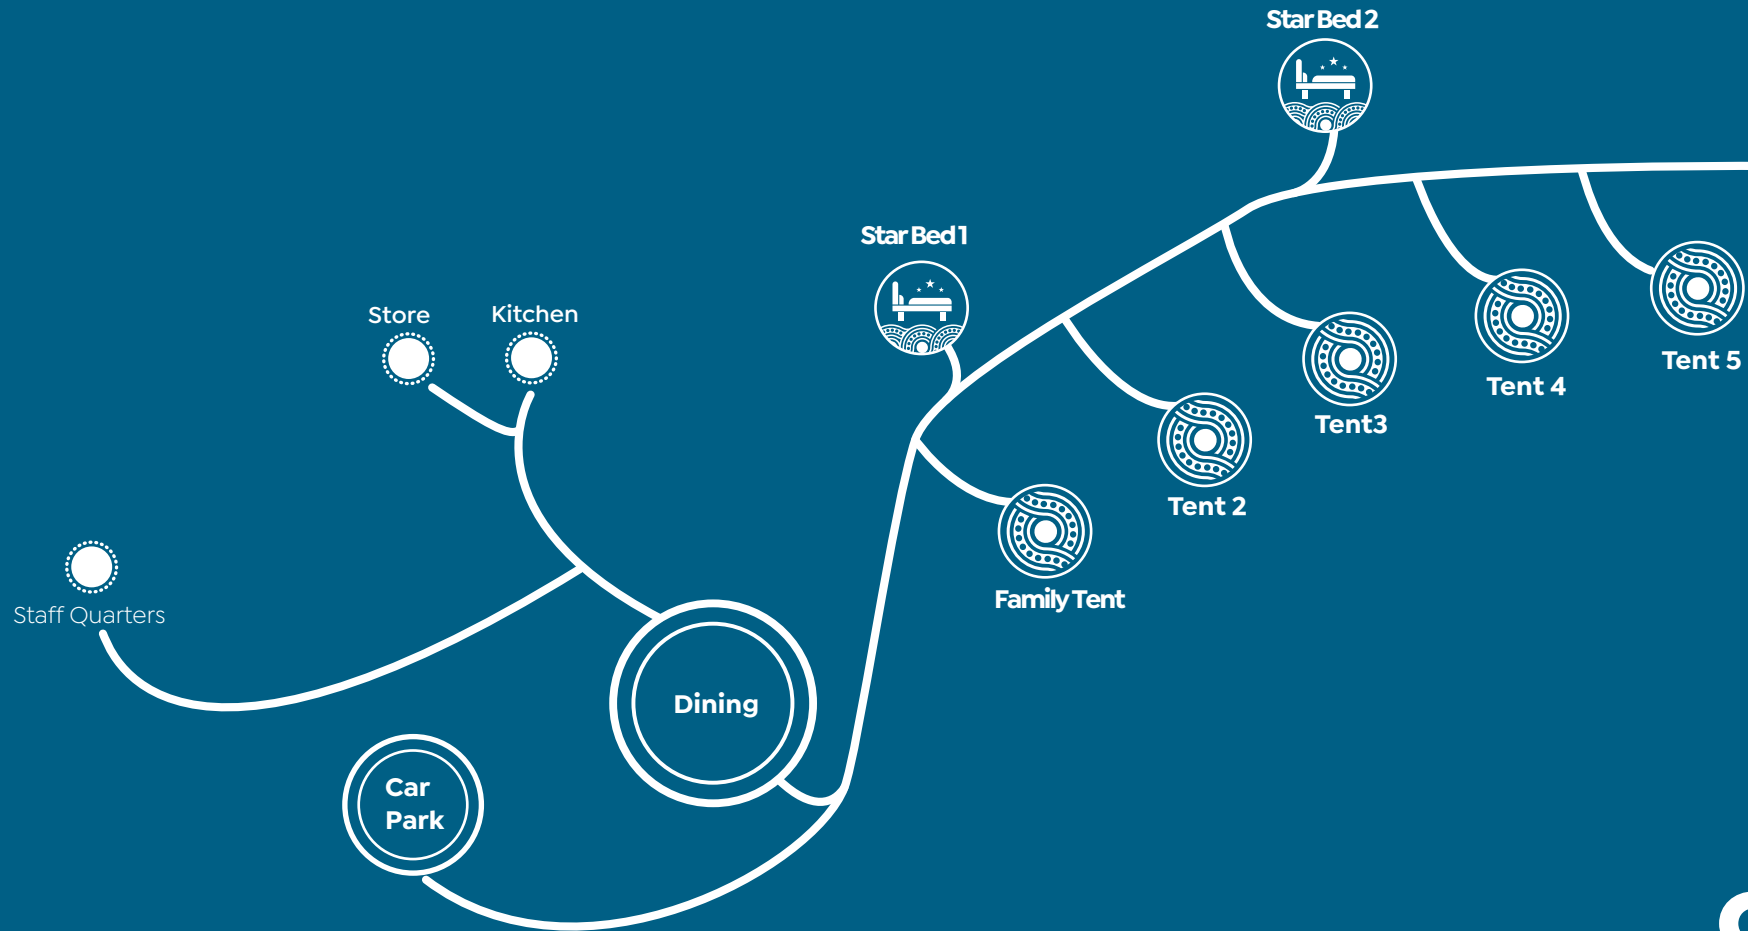 Star Bed 2
Star Bed 1
Store
Kitchen
Tent 5
Tent 4
Tent3
Tent 2
Family Tent
Staff Quarters
Dining
Car
Park